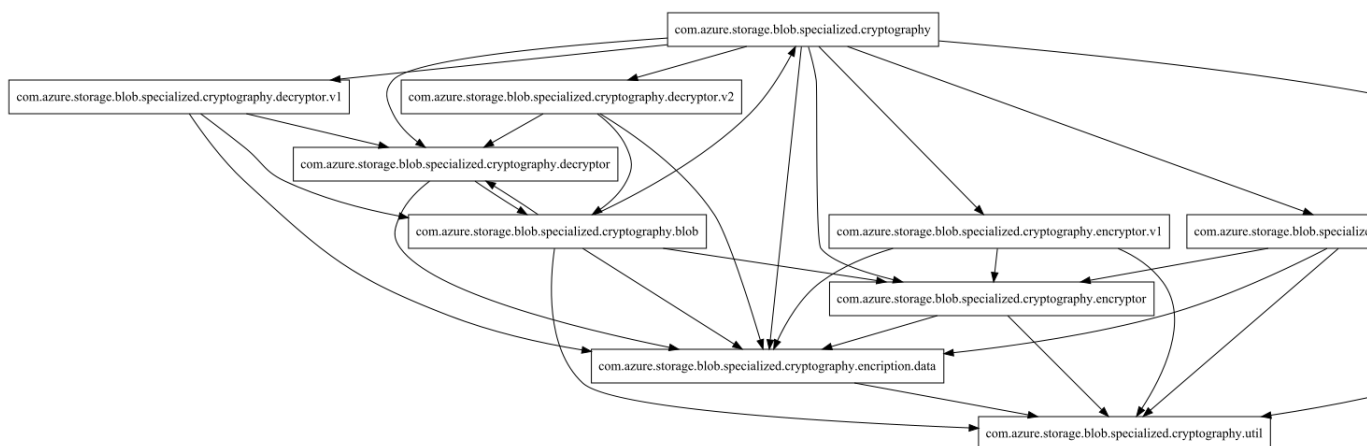 com.azure.storage.blob.specialized.cryptography
com.azure.storage.blob.specialized.cryptography.decryptor.v1
com.azure.storage.blob.specialized.cryptography.decryptor.v2
com.azure.storage.blob.specialized.cryptography.decryptor
com.azure.storage.blob.specialized.cryptography.blob
com.azure.storage.blob.specialized.cryptography.encryptor.v1
com.azure.storage.blob.specialize
com.azure.storage.blob.specialized.cryptography.encryptor
com.azure.storage.blob.specialized.cryptography.encription.data
com.azure.storage.blob.specialized.cryptography.util